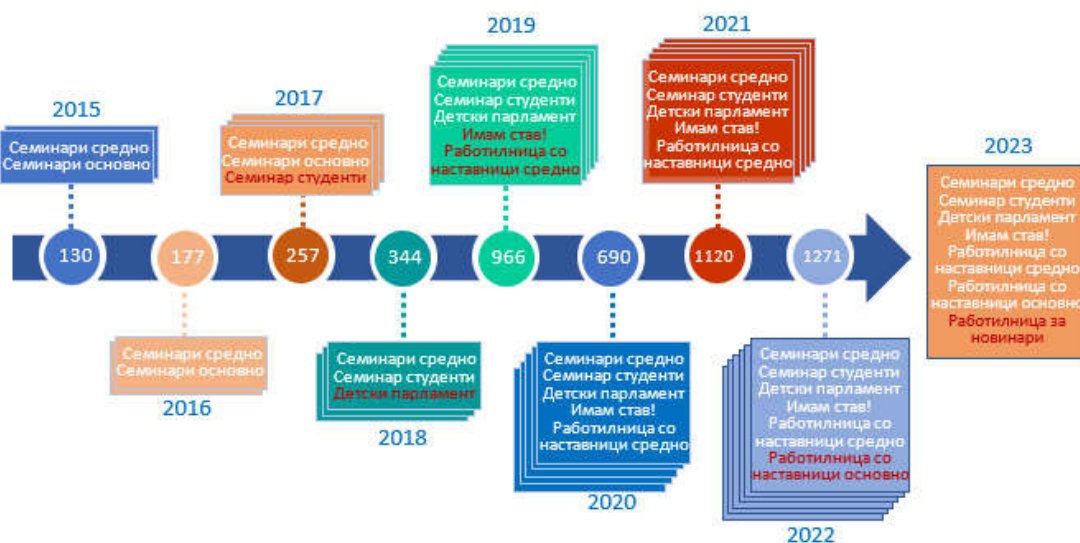 2015
Семинари средно
Семинари основно
130
177
Семинари средно
Семинари основно
2016
2017
Семинари средно
Семинари основно
Семинар студенти
257
344
Семинари средно
Семинар студенти
Детски парламент
2018
2019
Семинари средно
Семинар студенти
Детски парламент
Имам став!
Работилница со
наставници средно
966
690
Семинари средно
Семинар студенти
Детски парламент
Имам став!
Работилница со
наставници средно
2020
2021
Семинари средно
Семинар студенти
Детски парламент
Имам став!
Работилница со
наставници средно
1120
1271
Семинари средно
Семинар студенти
Детски парламент
Имам став!
Работилница со
наставници средно
Работилница со
наставници основно
2022
2023
Семинари средно
Семинар студенти
Детски парламент
Имам став!
Работилница со
наставници средно
Работилница со
наставници основно
Работилница за
новинари